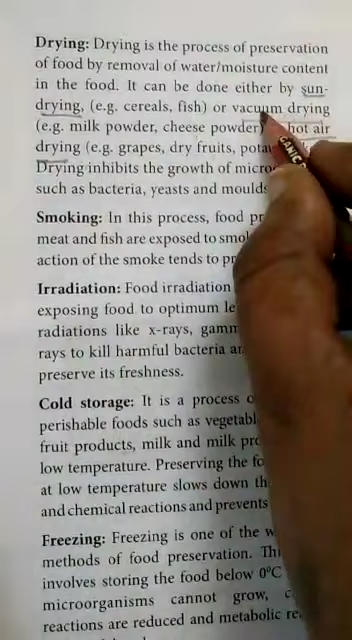 Drying: Drying is the process of preservation
of food by removal of water/moisture content
in the food. It can be done either by sun-
drying, (e.g. cereals, fish) or vacuum drying
(e.g. milk powder, cheese powder) hot air
drying (e.g. grapes, dry fruits,
Drying inhibits the growth of
such as bacteria, yeasts and moulds
Smoking: In this process, food
meat and fish are exposed to
action of the smoke tends to
Irradiation: Food irradiation
exposing food to optimum
radiations like x-rays,
rays to kill harmful bacteria
preserve its freshness.
Cold storage: It is a process
perishable foods such as
fruit products, milk and milk
low temperature. Preserving the
at low temperature slows down
and chemical reactions and prevents
Freezing: Freezing is one of the
methods of food preservation.
involves storing the food below 0°C
microorganisms cannot grow,
reactions are reduced and metabolic